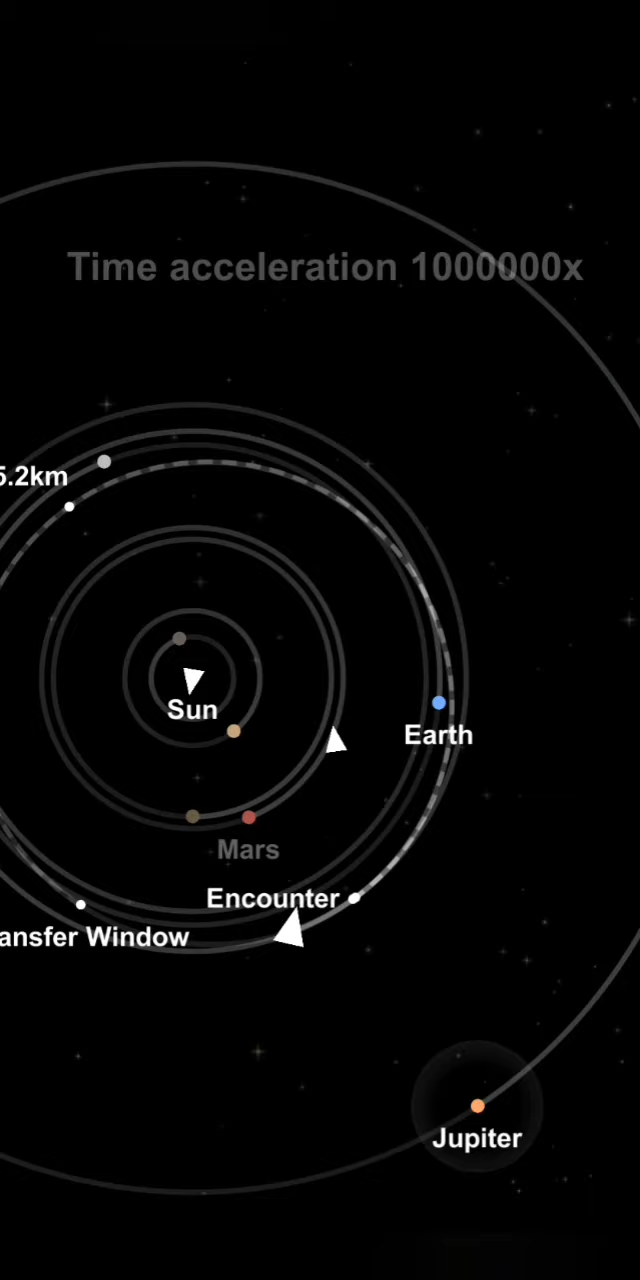 Time acceleration 1000000x
5.2km
Sun
Earth
Mars
Encounter
ansfer Window
Jupiter